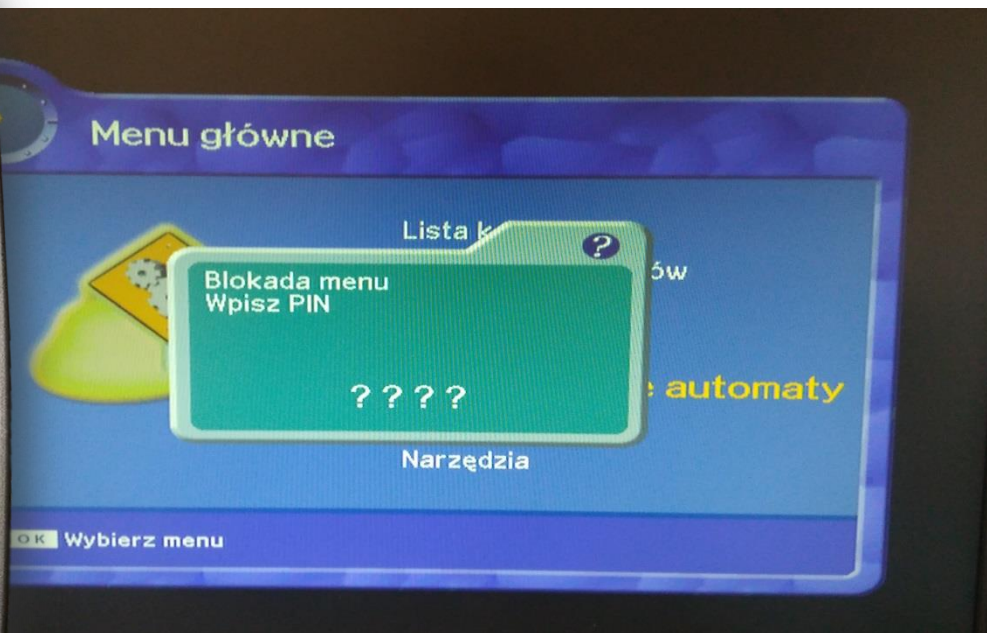 Menu główne
Lista k
Blokada menu
Wpisz PIN
? ? ? ?
ów
automaty
Narzędzia
OK Wybierz menu
?